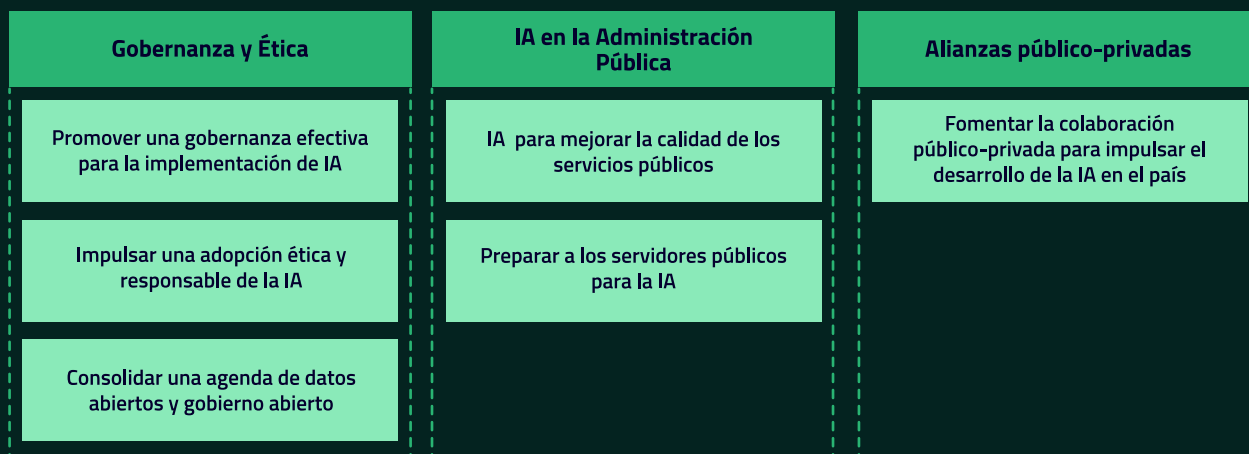 Gobernanza y Ética
Promover una gobernanza efectiva
para la implementación de IA
Impulsar una adopción ética y
responsable de la IA
Consolidar una agenda de datos
abiertos y gobierno abierto
IA en la Administración
Pública
IA para mejorar la calidad de los
servicios públicos
Preparar a los servidores públicos
para la IA
Alianzas público-privadas
Fomentar la colaboración
público-privada para impulsar el
desarrollo de la IA en el país